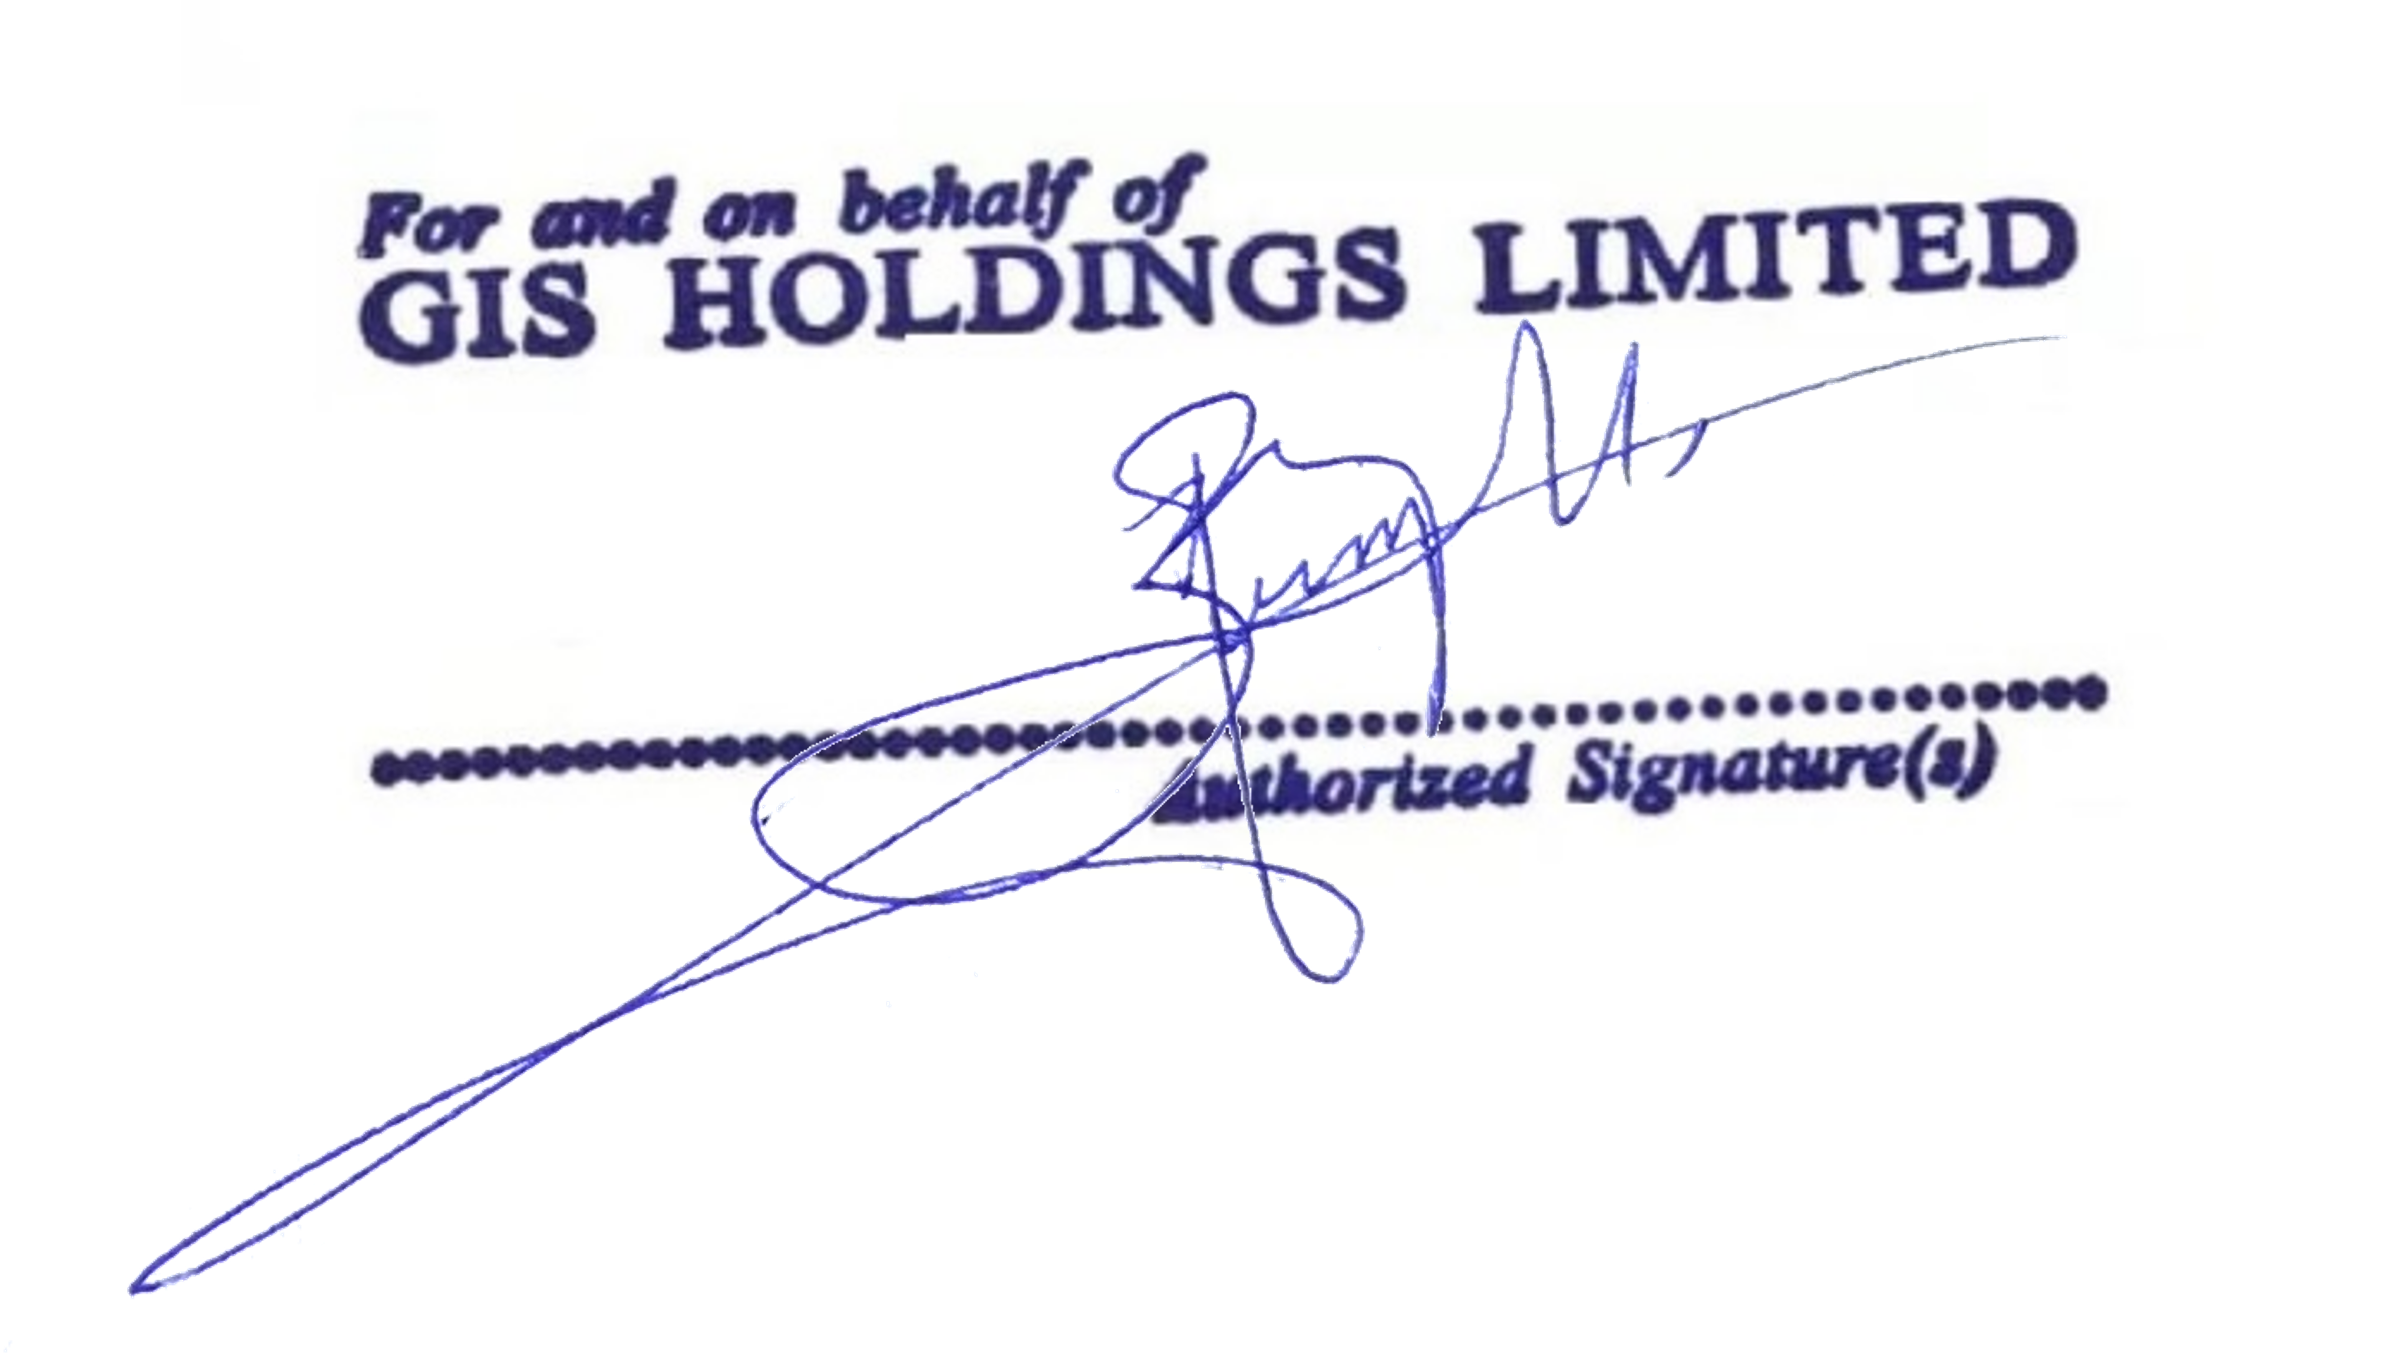 For and on behalf of
GIS HOLDINGS LIMITED
Authorized Signature(s)